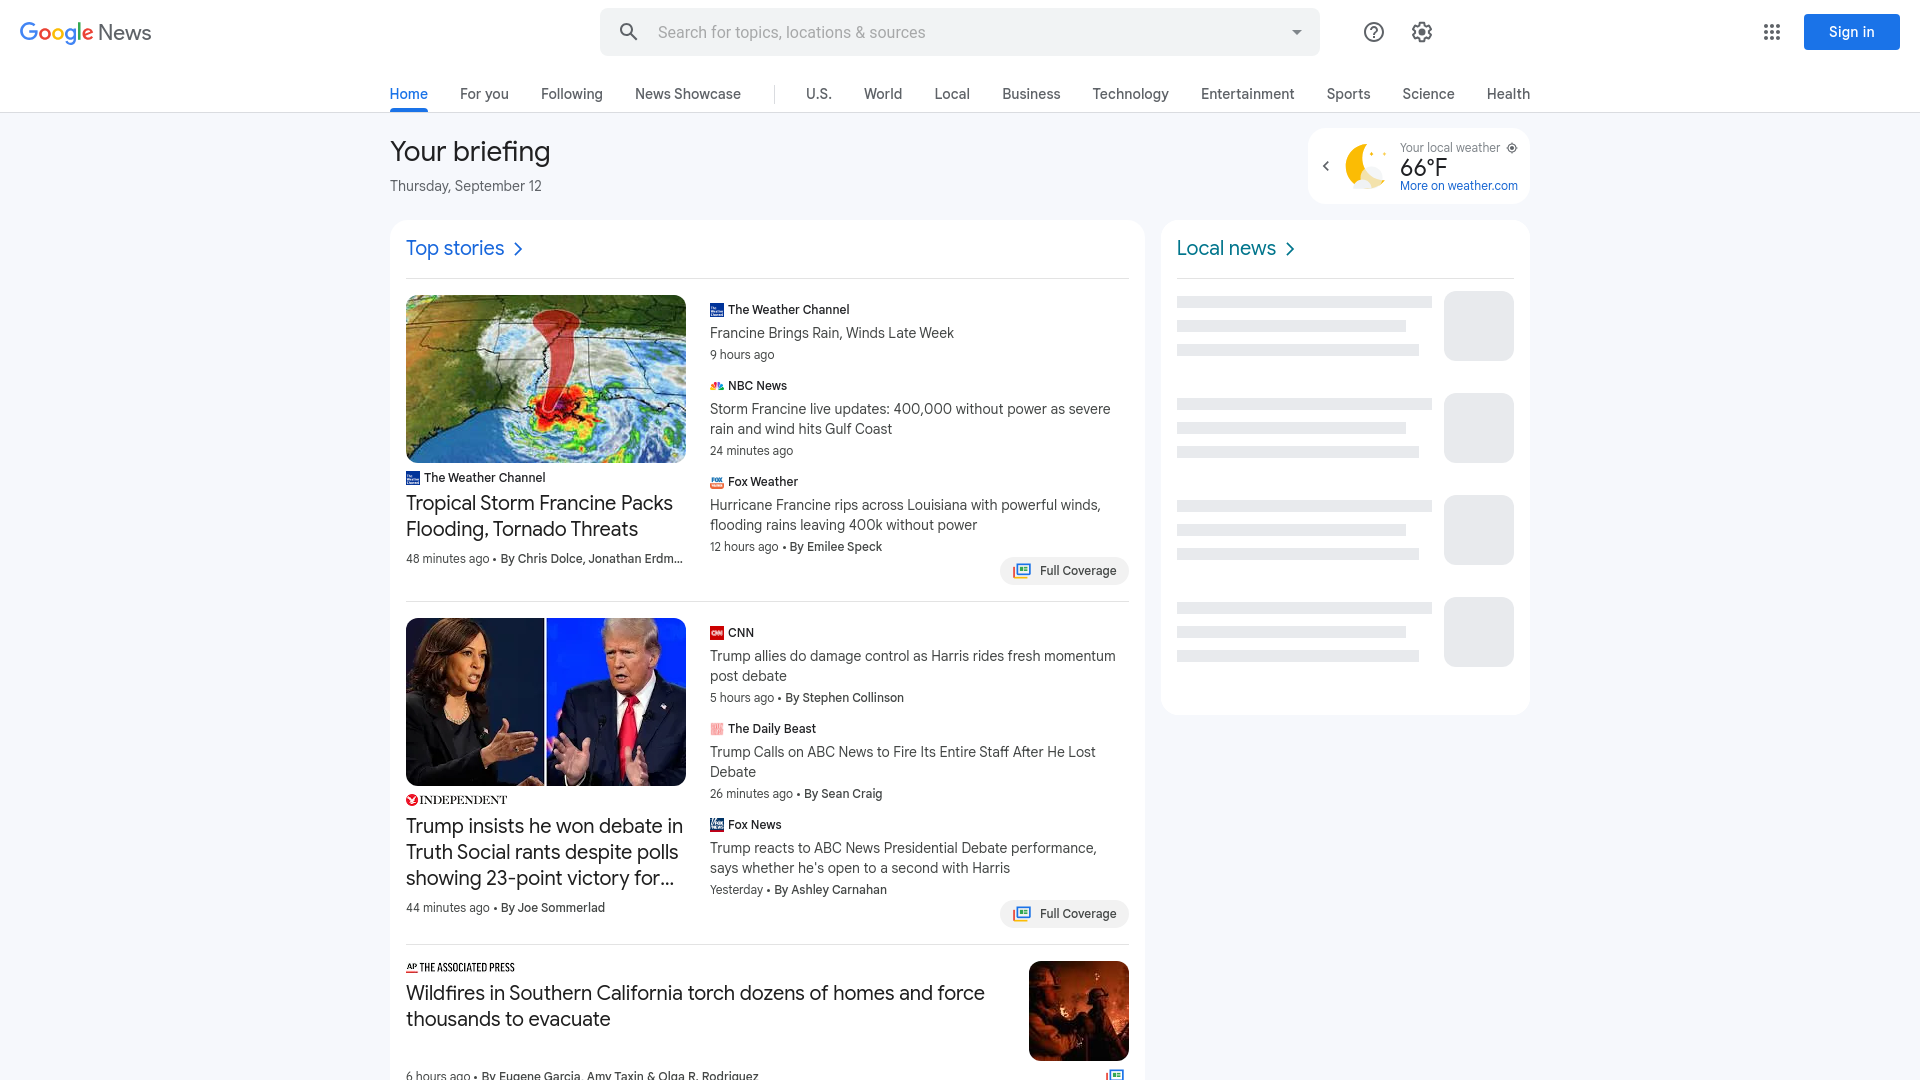 Google News
Search for topics, locations & sources
Sign in
Home
For you
Following
News Showcase
U.S.
World
Local
Business
Technology
Entertainment
Sports
Science
Health
Your briefing
Thursday, September 12
Your local weather
66°F
More on weather.com
Top stories
The Weather Channel
Tropical Storm Francine Packs
Flooding, Tornado Threats
48 minutes ago • By Chris Dolce, Jonathan Erdm...
The Weather Channel
Francine Brings Rain, Winds Late Week
9 hours ago
NBC News
Storm Francine live updates: 400,000 without power as severe
rain and wind hits Gulf Coast
24 minutes ago
Fox Weather
Hurricane Francine rips across Louisiana with powerful winds,
flooding rains leaving 400k without power
12 hours ago • By Emilee Speck
Full Coverage
INDEPENDENT
Trump insists he won debate in
Truth Social rants despite polls
showing 23-point victory for...
44 minutes ago • By Joe Sommerlad
CNN
Trump allies do damage control as Harris rides fresh momentum
post debate
5 hours ago • By Stephen Collinson
The Daily Beast
Trump Calls on ABC News to Fire Its Entire Staff After He Lost
Debate
26 minutes ago • By Sean Craig
Fox News
Trump reacts to ABC News Presidential Debate performance,
says whether he's open to a second with Harris
Yesterday • By Ashley Carnahan
Full Coverage
AP THE ASSOCIATED PRESS
Wildfires in Southern California torch dozens of homes and force
thousands to evacuate
6 hours ago • By Eugene Garcia, Amy Taxin & Olga R. Rodriguez
Local news